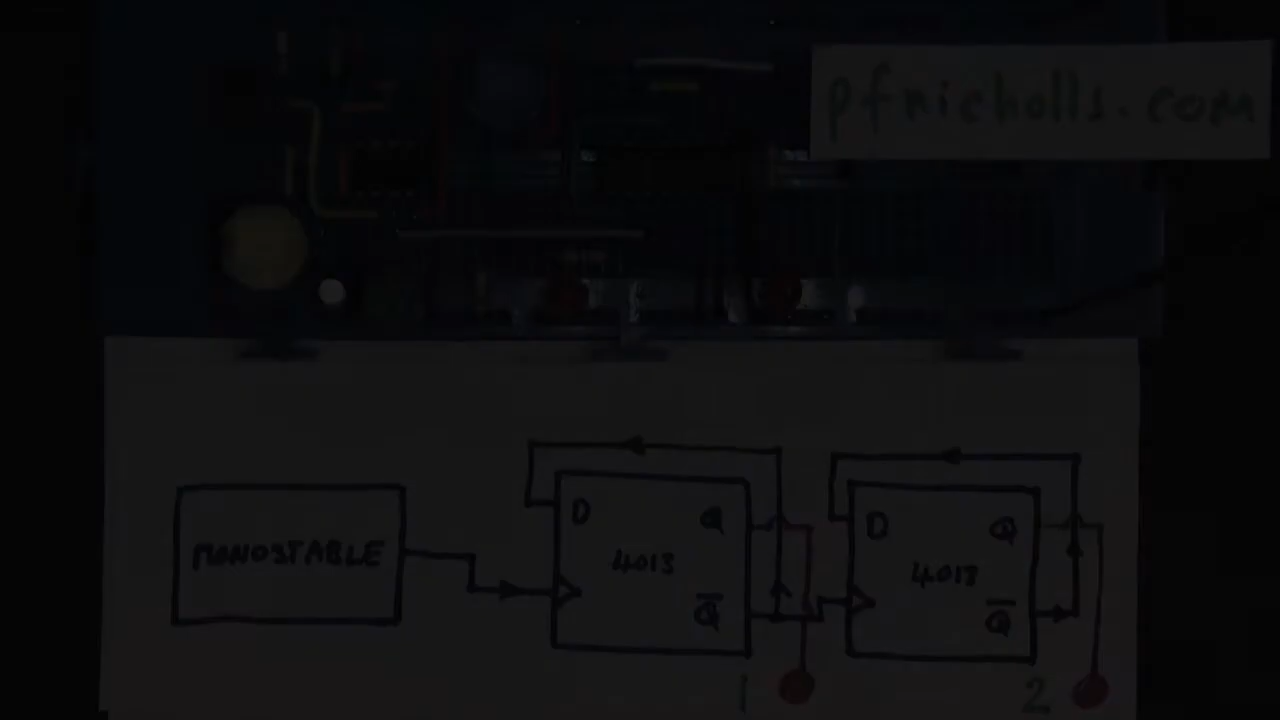 pfnicholls.com
MONOSTABLE
D Q
4013
Q̅
D Q
4013
Q̅
1
2